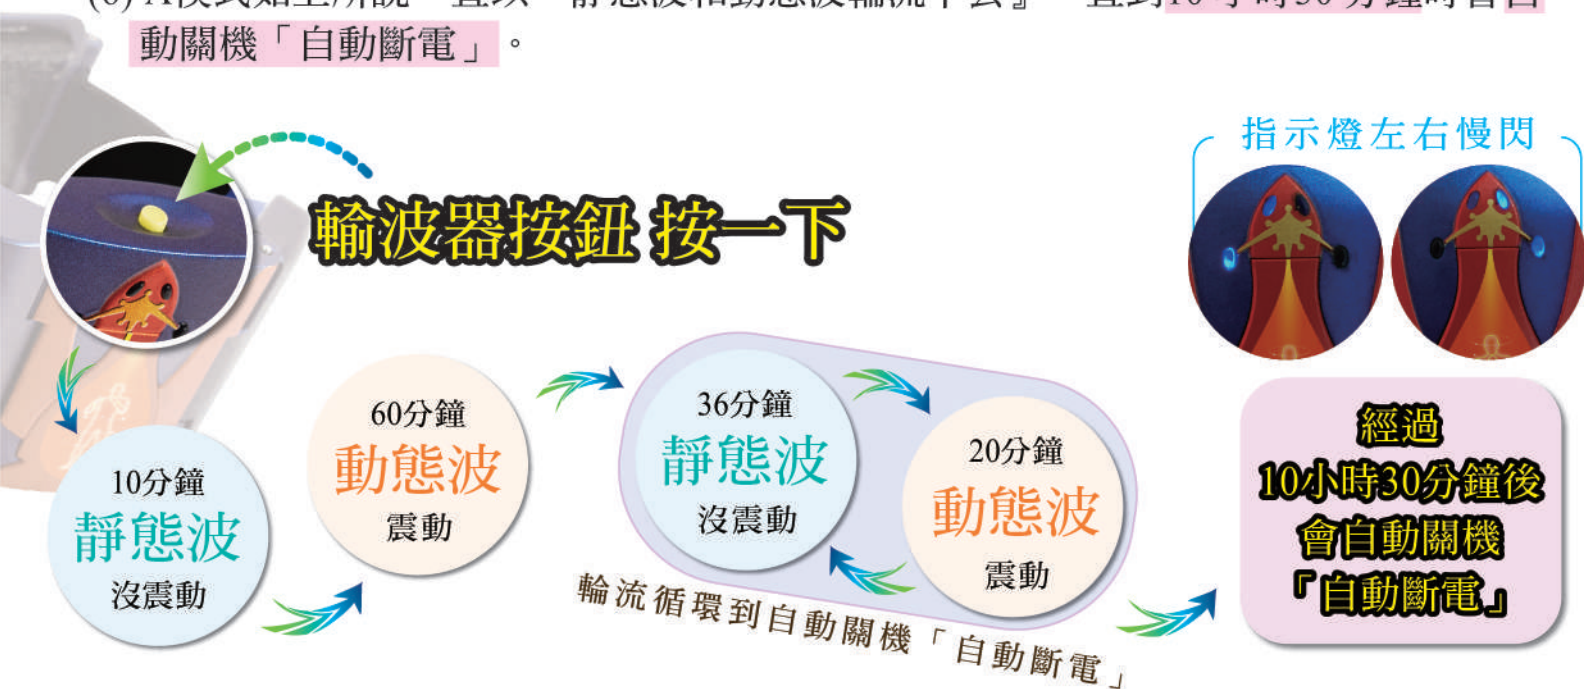 動關機「自動斷電」。
指示燈左右慢閃
輸波器按鈕 按一下
10分鐘
靜態波
沒震動
60分鐘
動態波
震動
36分鐘
靜態波
沒震動
20分鐘
動態波
震動
輪流循環到自動關機「自動斷電」
經過
10小時30分鐘後
會自動關機
「自動斷電」